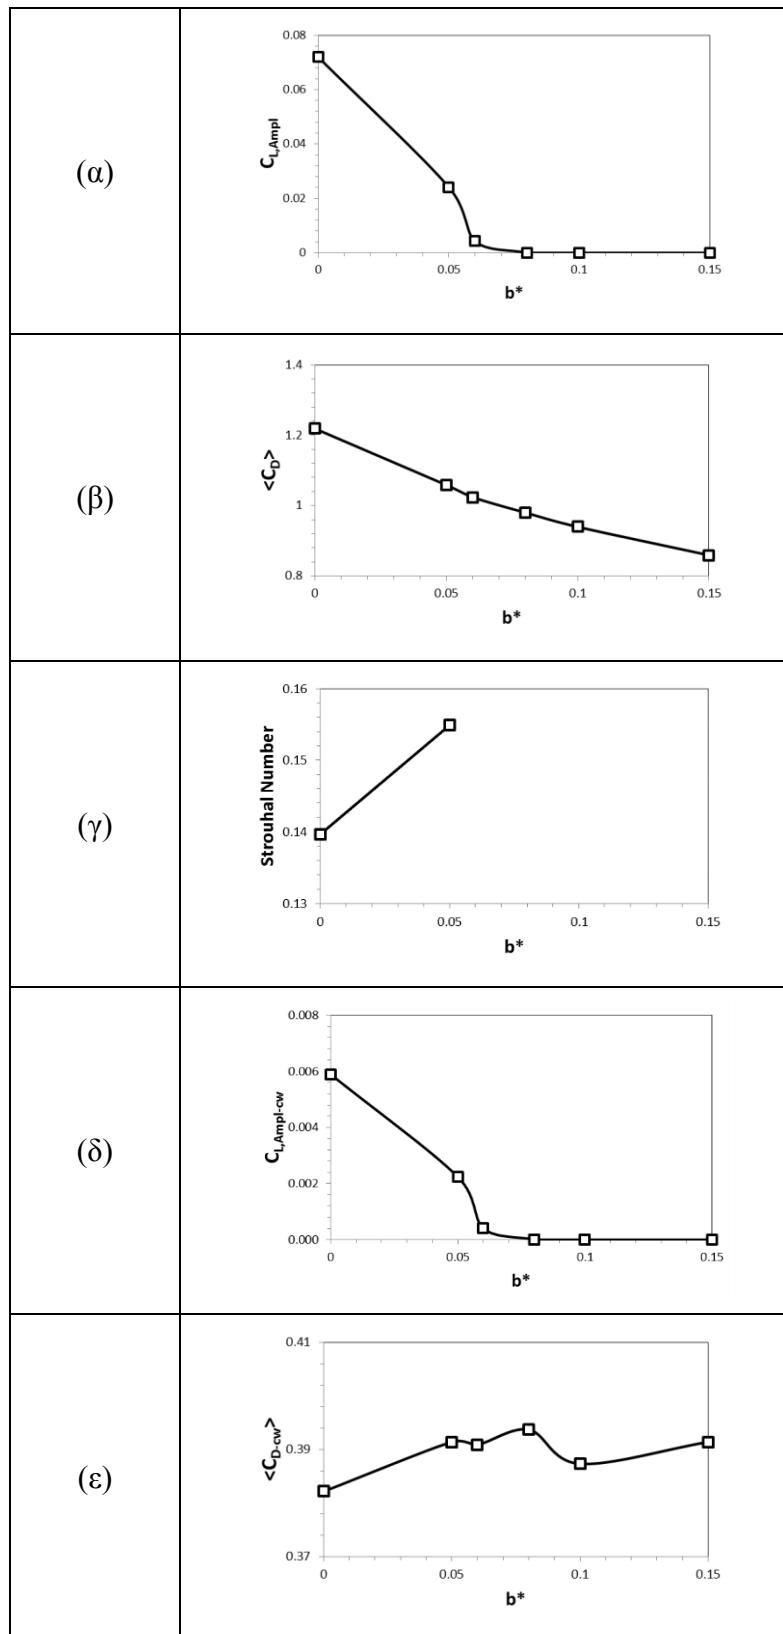 (α)
C_L,Ampl
0.08
0.06
0.04
0.02
0
0 0.05 0.1 0.15
b*
(β)
<C_D>
1.4
1.2
1
0.8
0 0.05 0.1 0.15
b*
(γ)
Strouhal Number
0.16
0.15
0.14
0.13
0 0.05 0.1 0.15
b*
(δ)
C_L,Ampl-cw
0.008
0.006
0.004
0.002
0.000
0 0.05 0.1 0.15
b*
(ε)
<C_D-cw>
0.41
0.39
0.37
0 0.05 0.1 0.15
b*